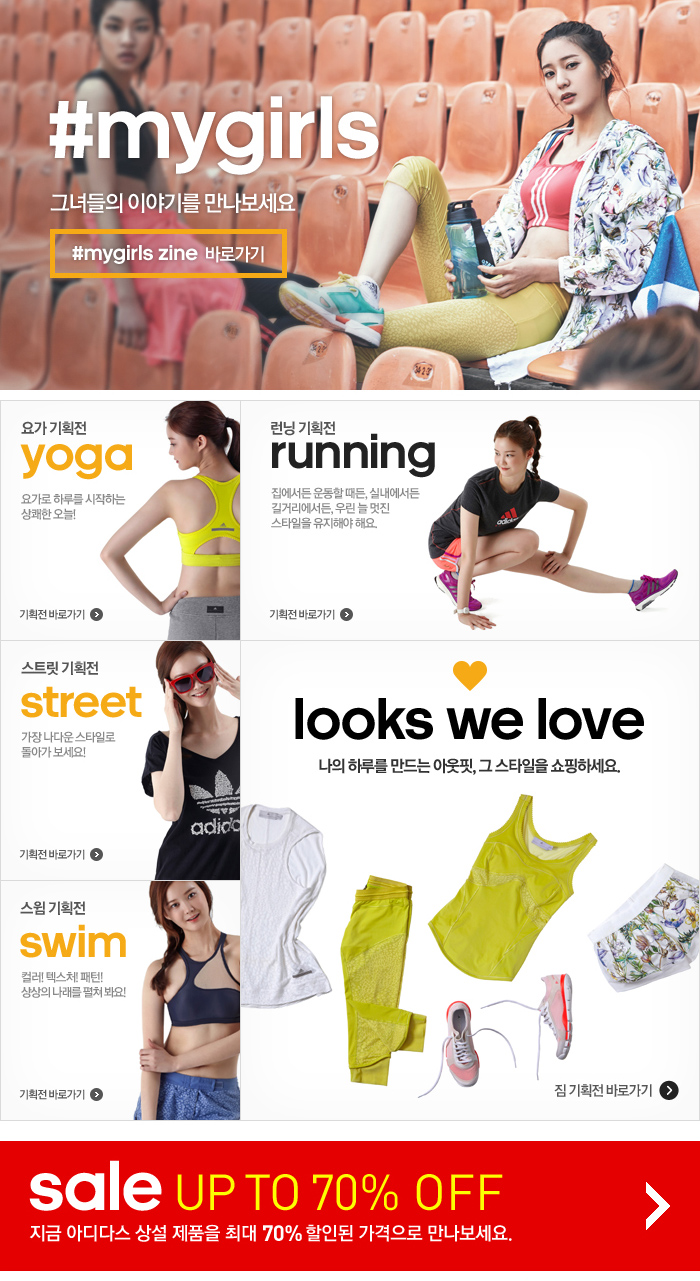 #mygirls
그녀들의 이야기를 만나보세요
#mygirls zine 바로가기
요가 기획전
yoga
요가로 하루를 시작하는
상쾌한 오늘!
기획전 바로가기
런닝 기획전
running
집에서든 운동할 때든, 실내에서든
길거리에서든, 우린 늘 멋진
스타일을 유지해야 해요.
adidas
기획전 바로가기
스트릿 기획전
street
가장 나다운 스타일로
돌아가 보세요!
adidas
기획전 바로가기
looks we love
나의 하루를 만드는 아웃핏, 그 스타일을 쇼핑하세요.
스윔 기획전
swim
컬러! 텍스처! 패턴!
상상의 나래를 펼쳐 봐요!
기획전 바로가기
짐 기획전 바로가기
sale UP TO 70% OFF
지금 아디다스 상설 제품을 최대 70% 할인된 가격으로 만나보세요.